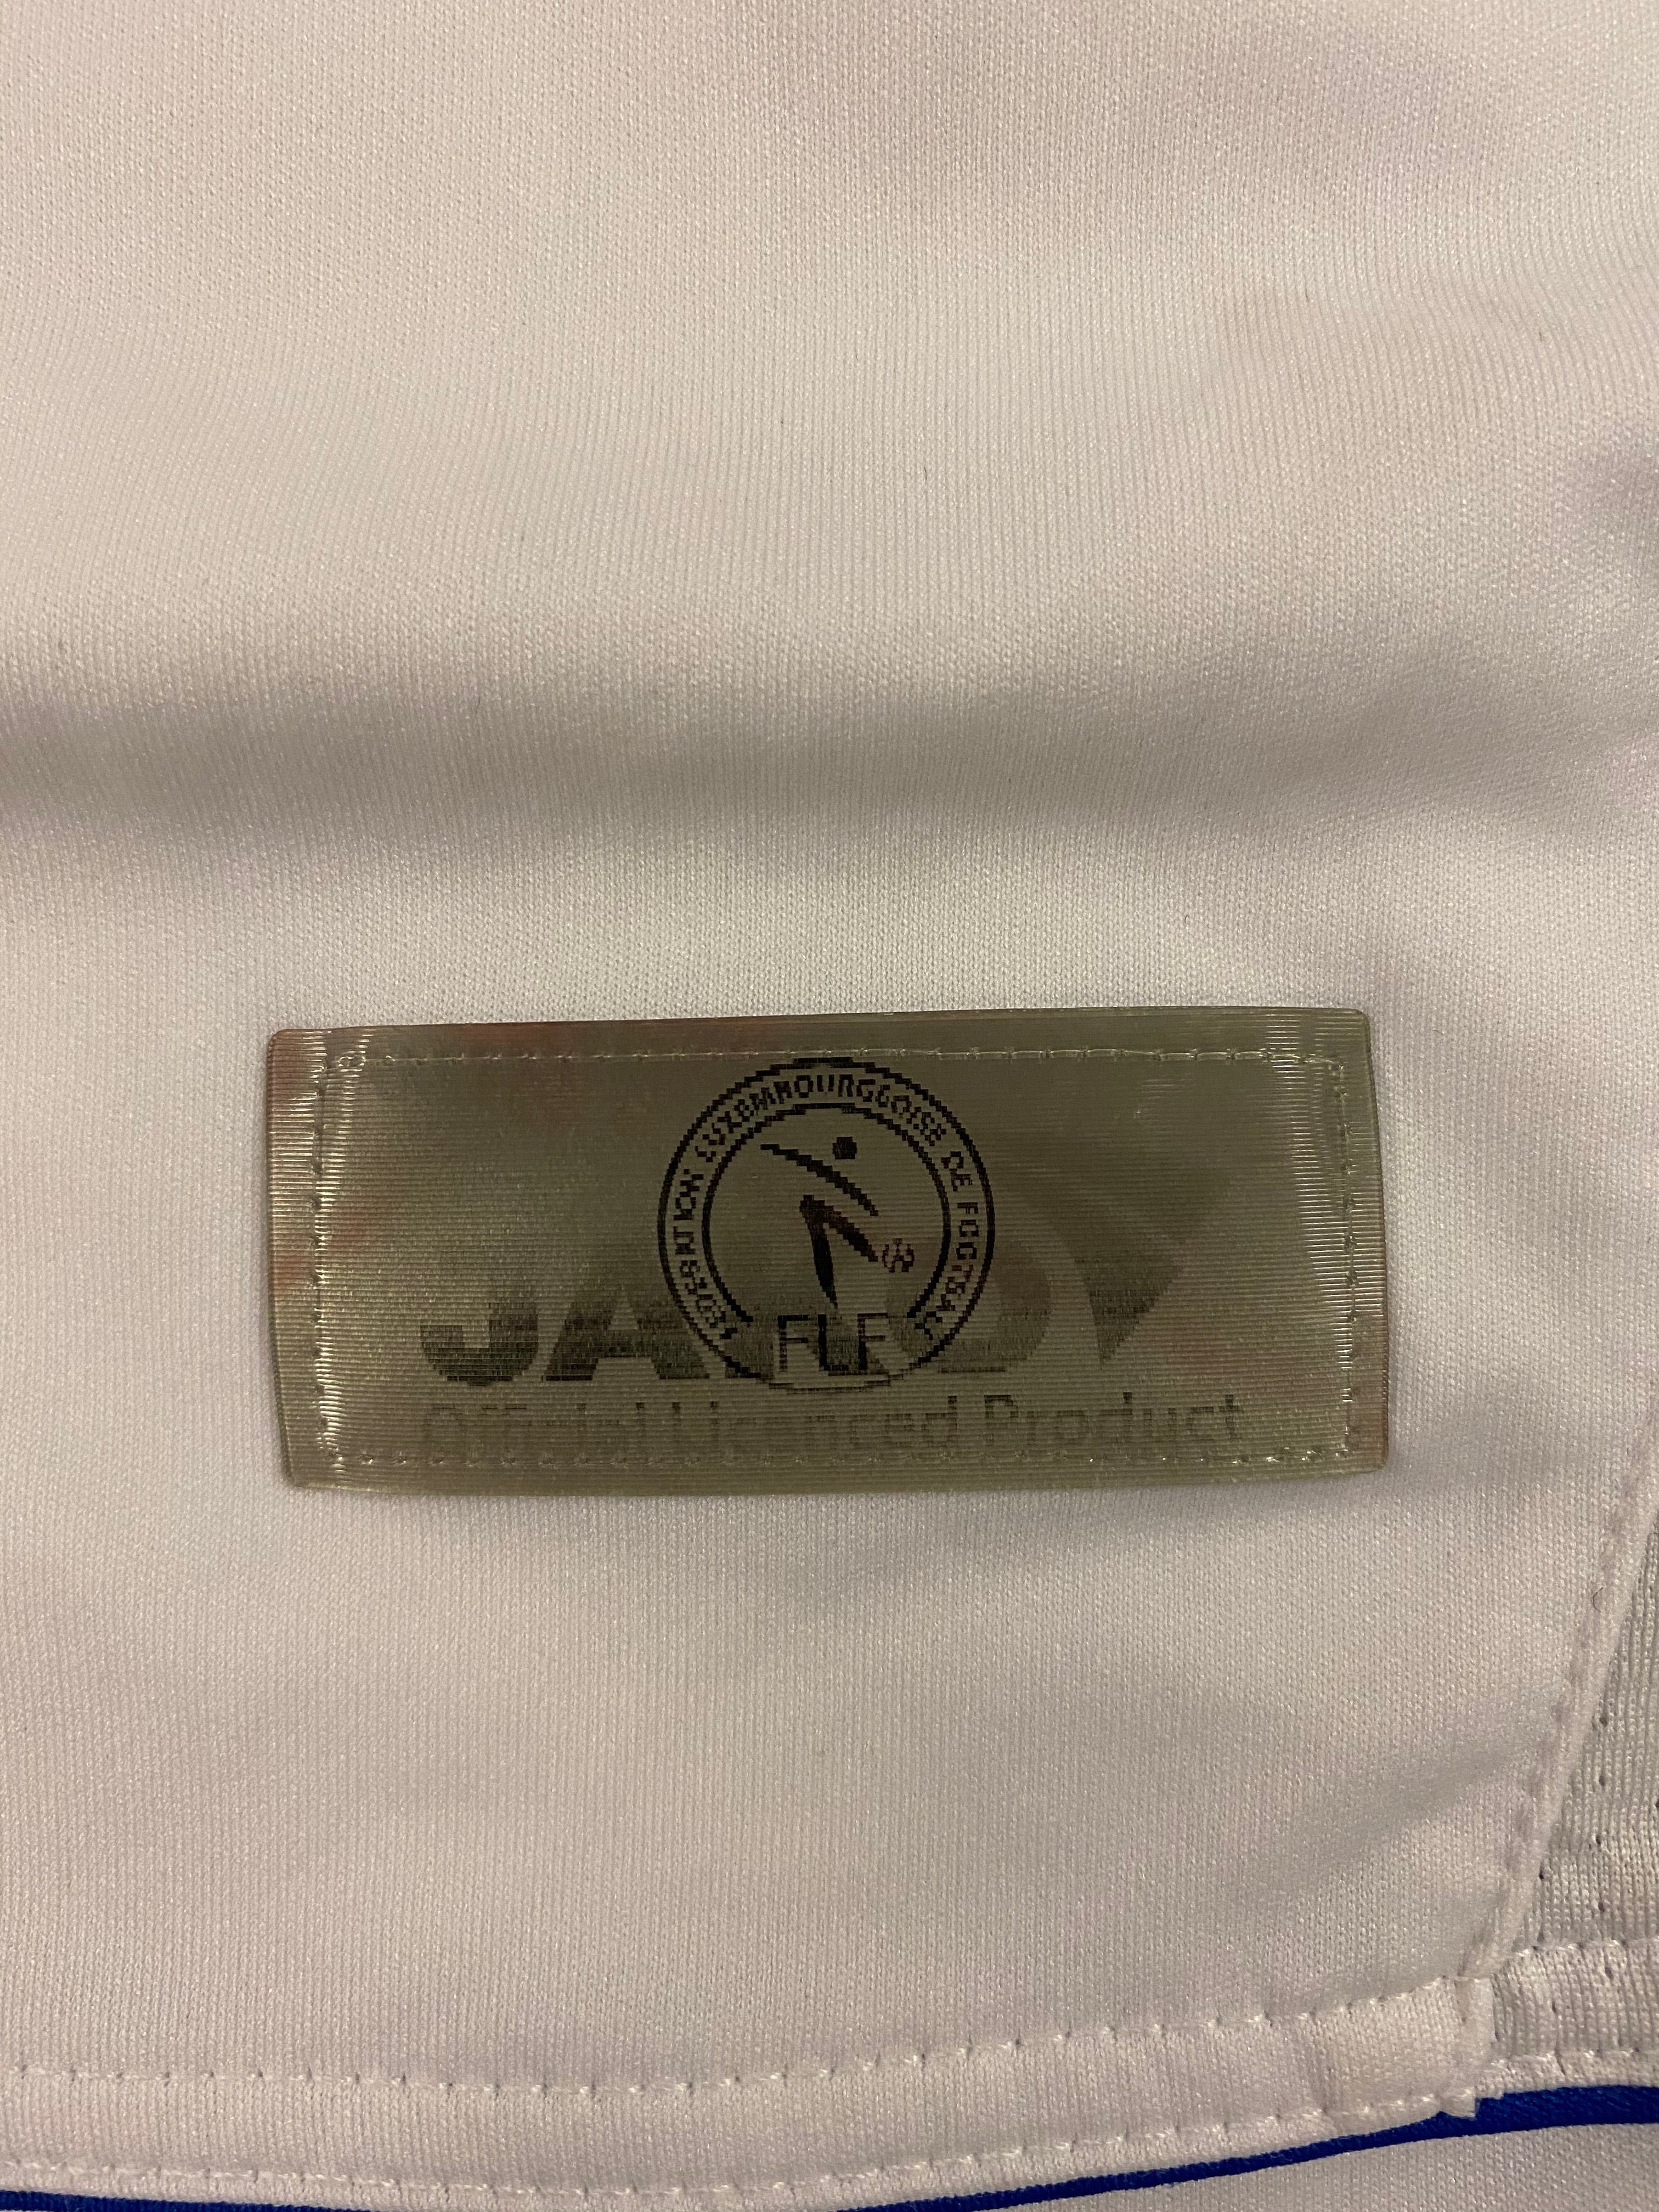 FÉDÉRATION LUXEMBOURGEOISE DE FOOTBALL
FLF
JAKO
Official Licenced Product